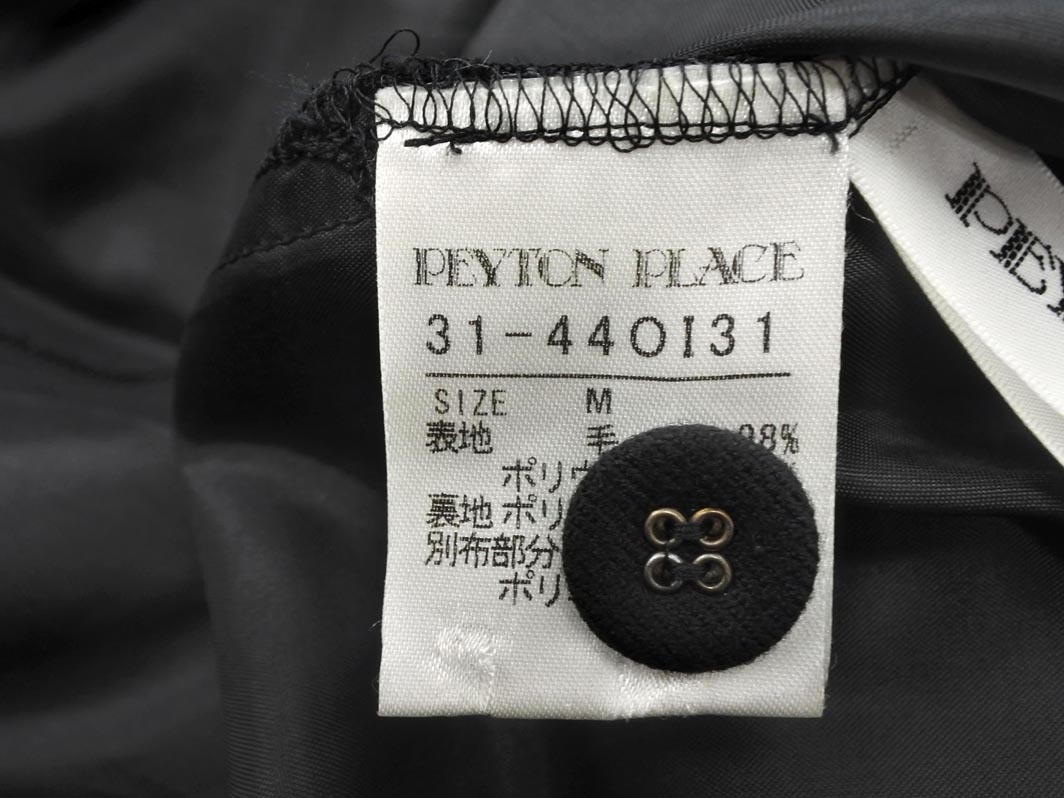 PEYTON PLACE
31-440131
SIZE M
表地 毛 98%
ポリウ %
裏地 ポリ
別布部分
ポリ
PEY